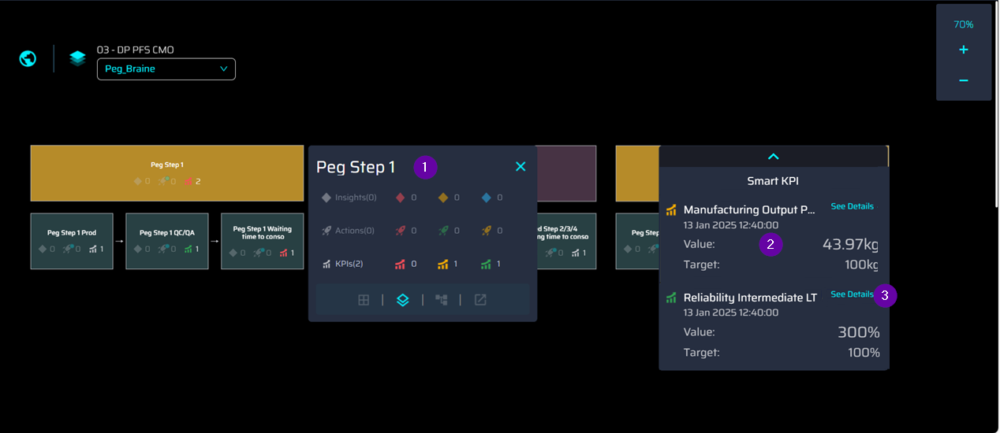 70%
03 - DP PFS CMO
Peg_Braine
Peg Step 1
0 0 2
Peg Step 1 Prod
0 0 1
Peg Step 1 QC/QA
0 0 1
Peg Step 1 Waiting
time to conso
0 0 1
Peg Step 1
1
Insights(0) 0 0 0
Actions(0) 0 0 0
KPIs(2) 0 1 1
d Step 2/3/4
ng time to conso
0 1
Peg Step
0 0
Smart KPI
Manufacturing Output P...
See Details
13 Jan 2025 12:40:00
Value: 2 43.97kg
Target: 100kg
Reliability Intermediate LT
See Details
3
13 Jan 2025 12:40:00
Value: 300%
Target: 100%